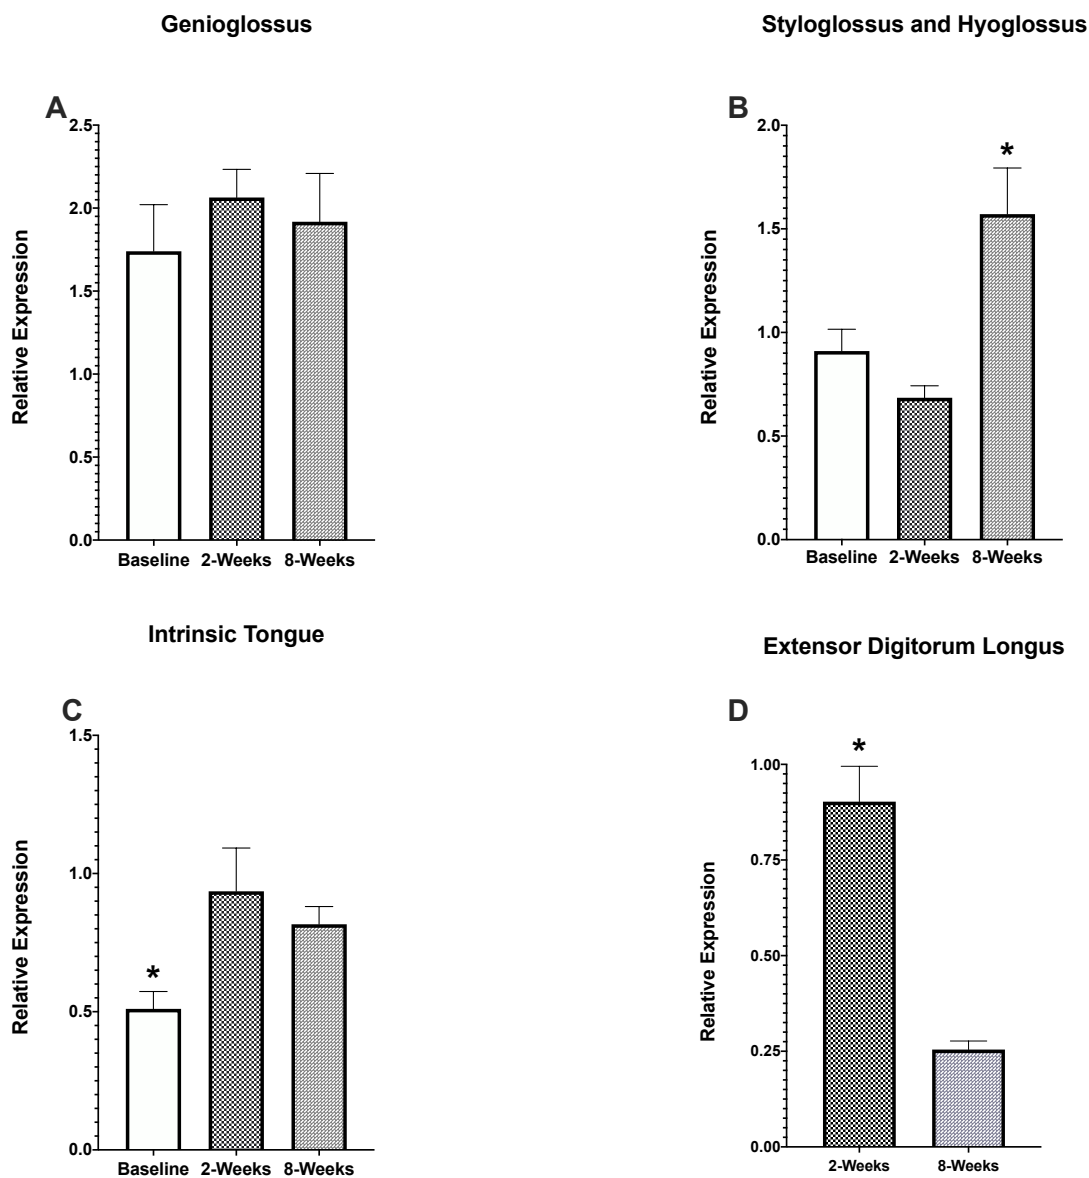 Genioglossus
A
2.5
2.0
1.5
1.0
0.5
0.0
Relative Expression
Baseline 2-Weeks 8-Weeks
Styloglossus and Hyoglossus
B
2.0
1.5
1.0
0.5
0.0
Relative Expression
*
Baseline 2-Weeks 8-Weeks
Intrinsic Tongue
C
1.5
1.0
0.5
0.0
Relative Expression
*
Baseline 2-Weeks 8-Weeks
Extensor Digitorum Longus
D
1.00
0.75
0.50
0.25
0.00
Relative Expression
*
2-Weeks 8-Weeks